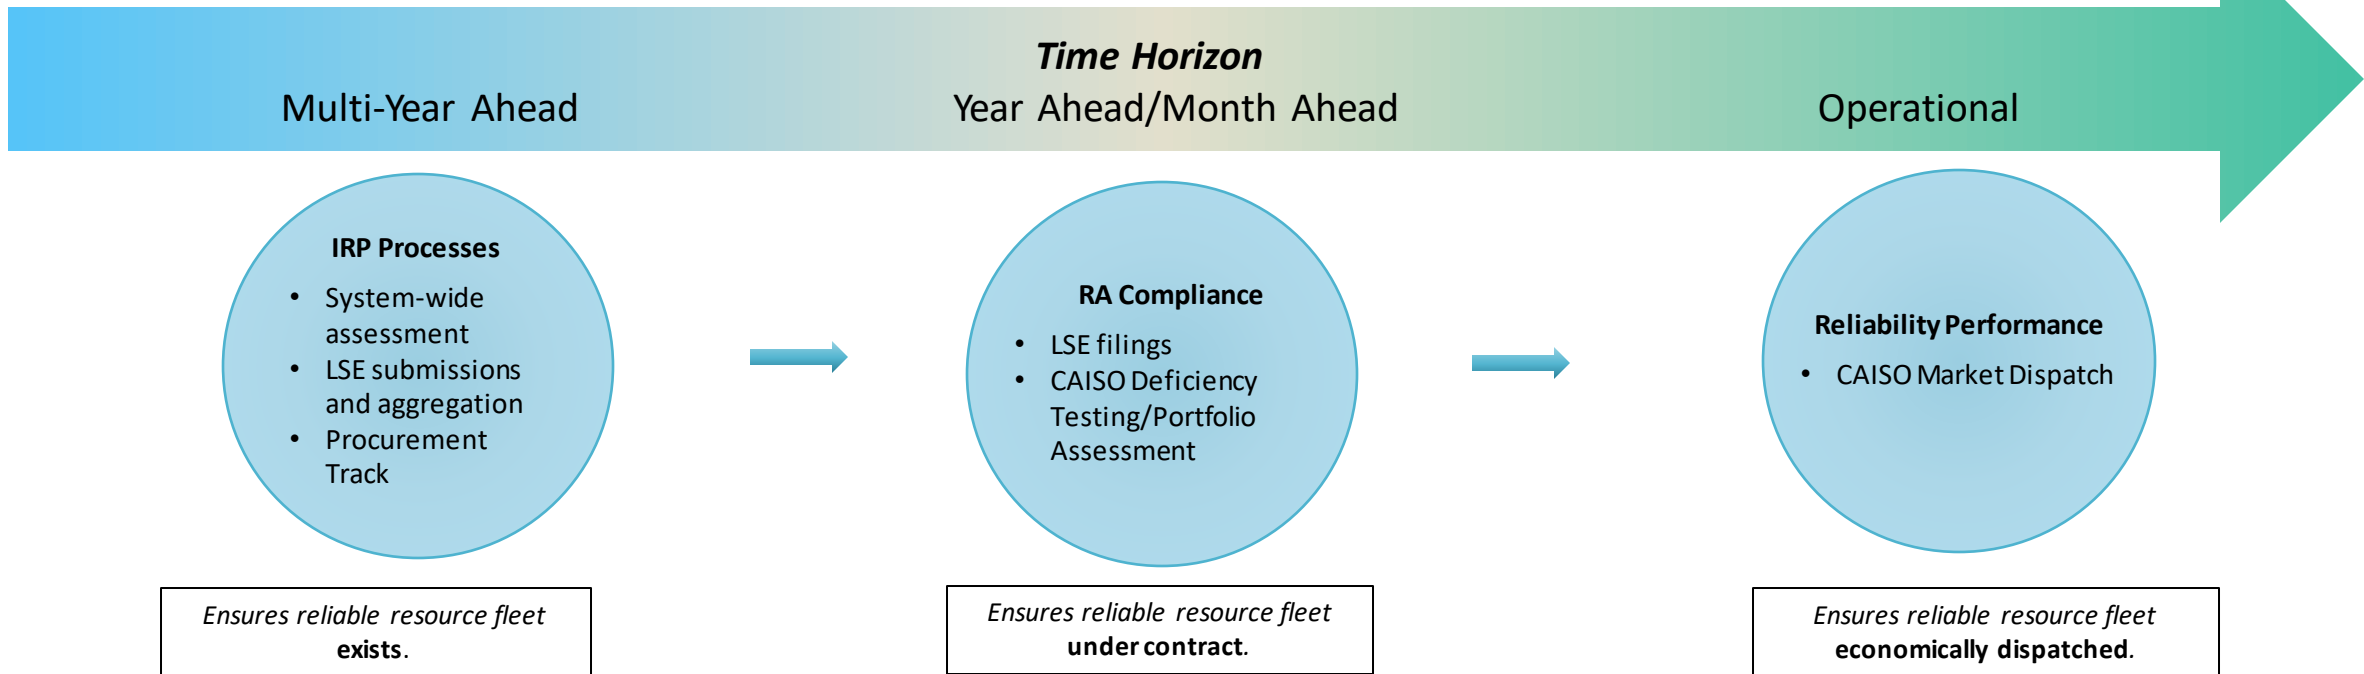 Time Horizon
Multi-Year Ahead
Year Ahead/Month Ahead
Operational
IRP Processes
• System-wide
assessment
• LSE submissions
and aggregation
• Procurement
Track
RA Compliance
• LSE filings
• CAISO Deficiency
Testing/Portfolio
Assessment
Reliability Performance
• CAISO Market Dispatch
Ensures reliable resource fleet
exists.
Ensures reliable resource fleet
under contract.
Ensures reliable resource fleet
economically dispatched.